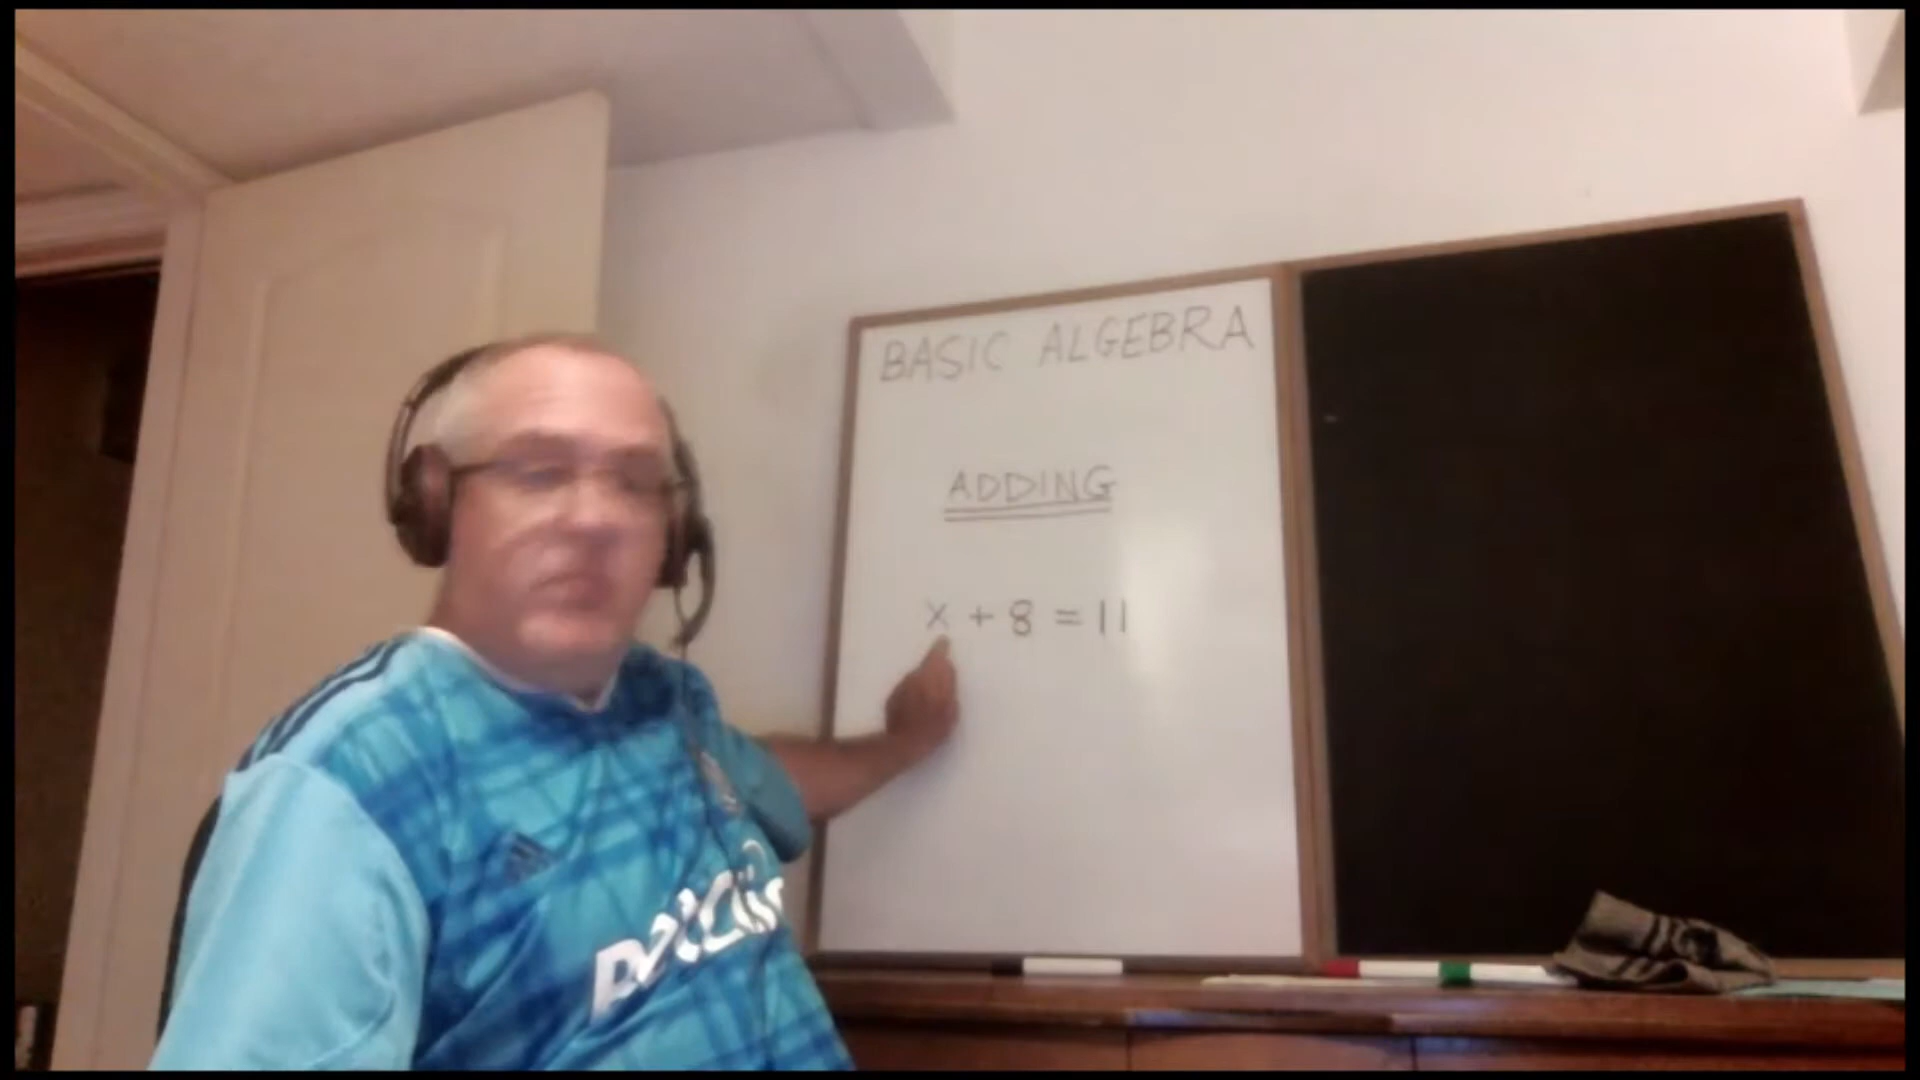 BASIC ALGEBRA
ADDING
x + 8 = 11